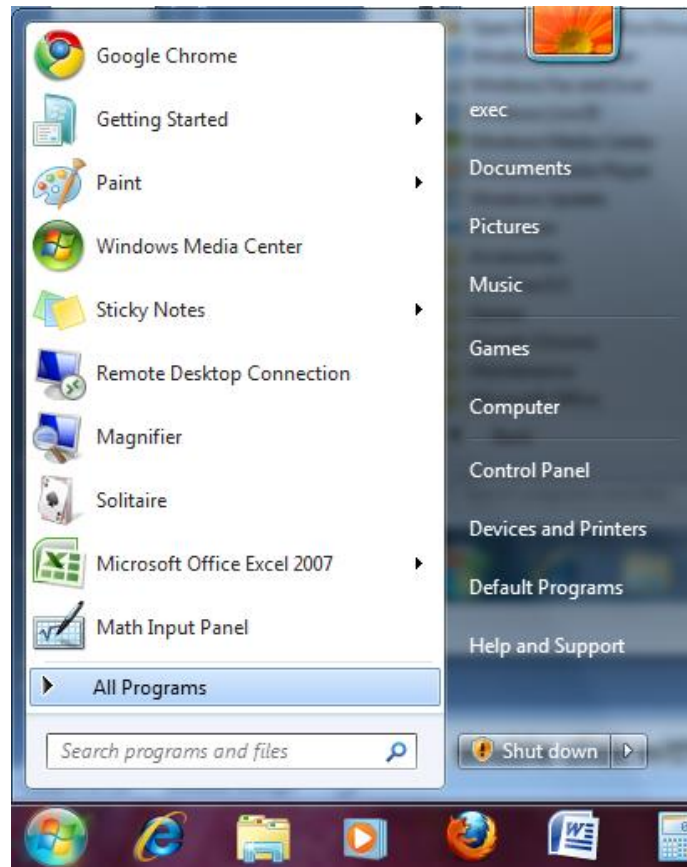 Google Chrome
Getting Started
Paint
Windows Media Center
Sticky Notes
Remote Desktop Connection
Magnifier
Solitaire
Microsoft Office Excel 2007
Math Input Panel
All Programs
Search programs and files
exec
Documents
Pictures
Music
Games
Computer
Control Panel
Devices and Printers
Default Programs
Help and Support
Shut down